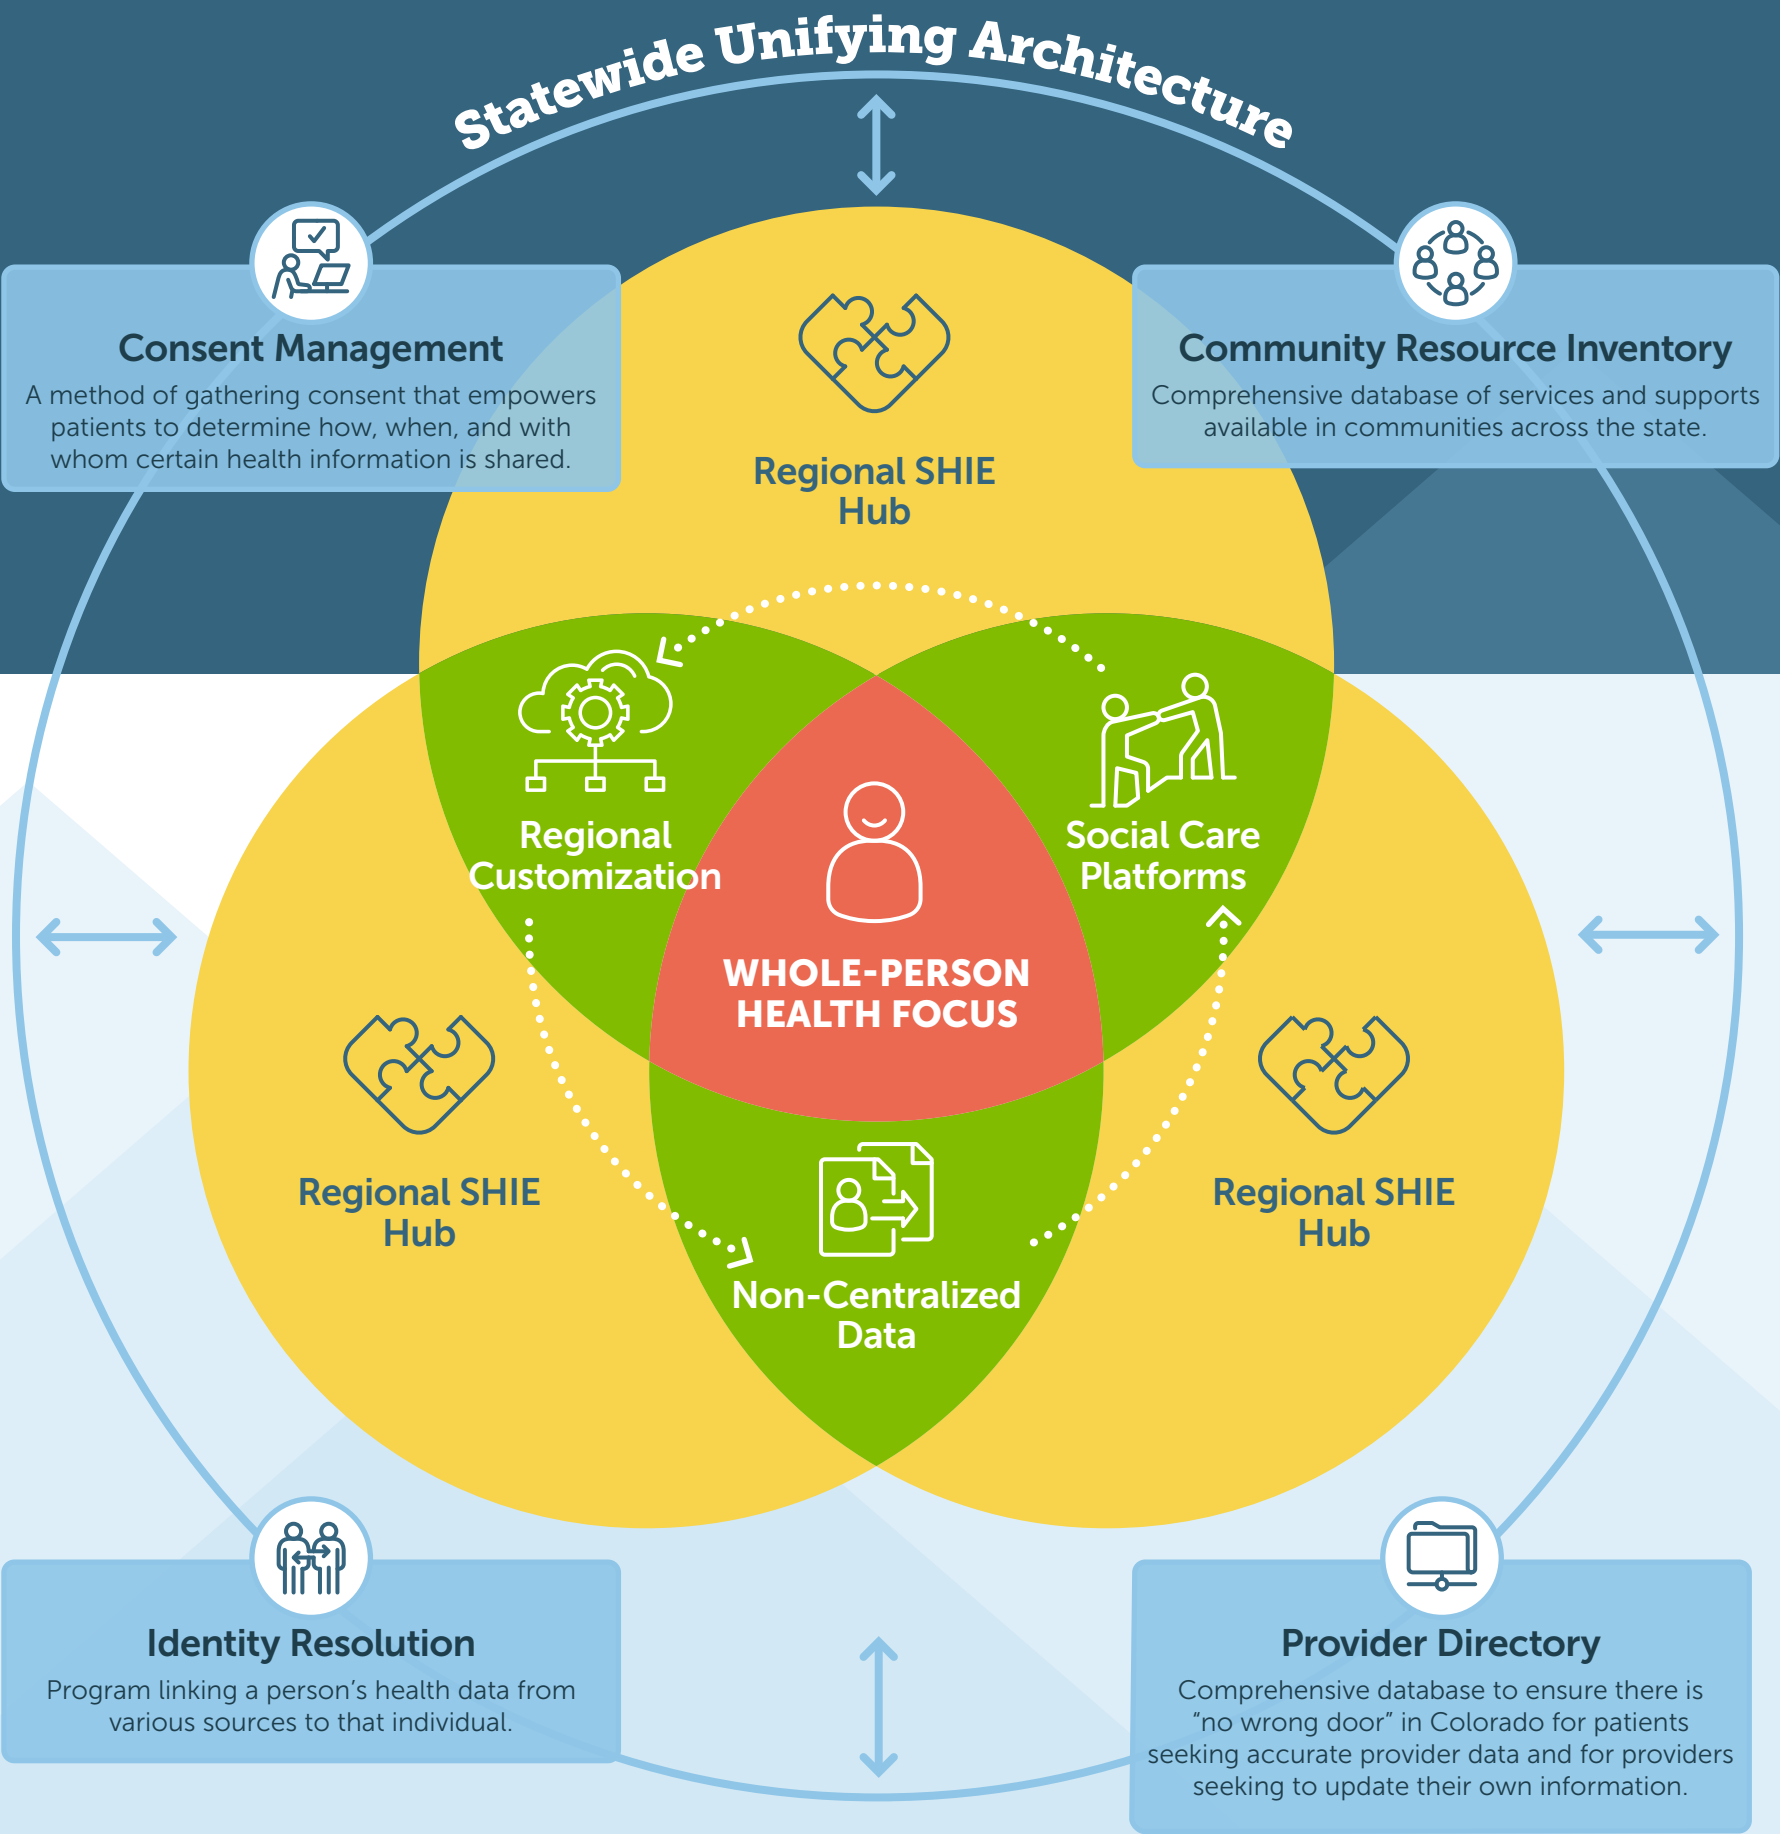 Statewide Unifying Architecture
Consent Management
A method of gathering consent that empowers
patients to determine how, when, and with
whom certain health information is shared.
Community Resource Inventory
Comprehensive database of services and supports
available in communities across the state.
Regional SHIE
Hub
Regional
Customization
Social Care
Platforms
WHOLE-PERSON
HEALTH FOCUS
Regional SHIE
Hub
Regional SHIE
Hub
Non-Centralized
Data
Identity Resolution
Program linking a person’s health data from
various sources to that individual.
Provider Directory
Comprehensive database to ensure there is
“no wrong door” in Colorado for patients
seeking accurate provider data and for providers
seeking to update their own information.